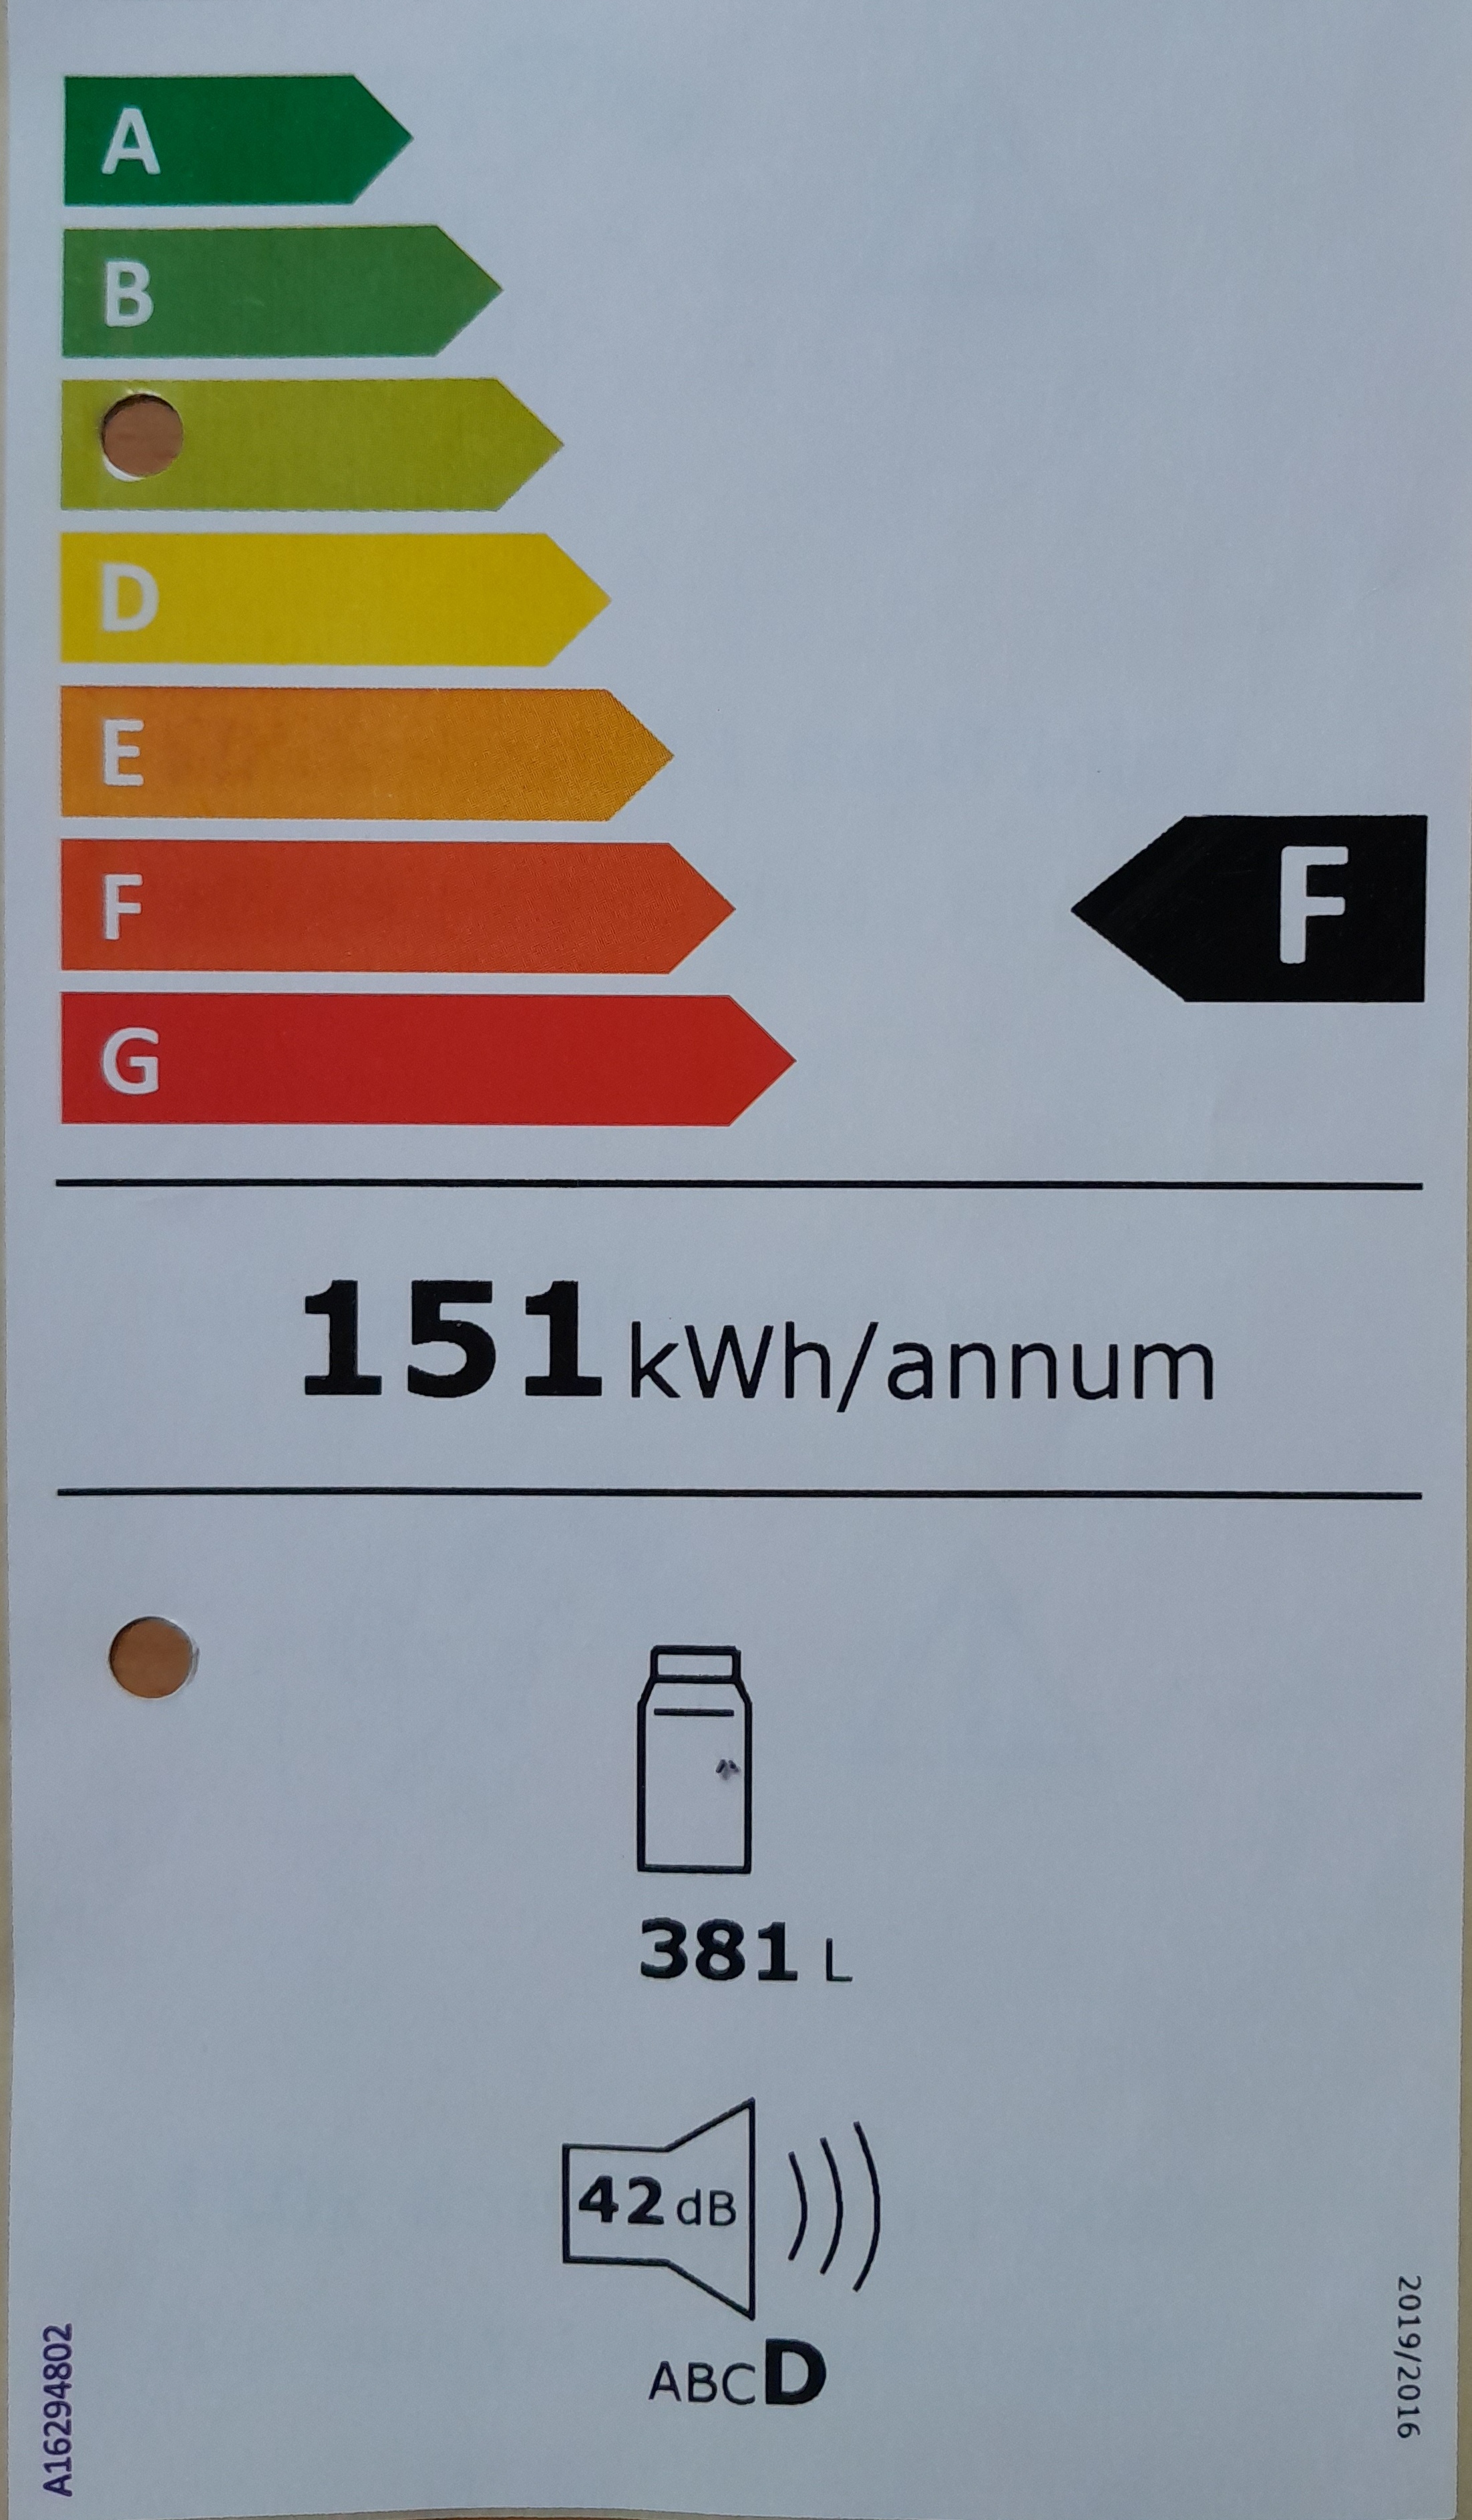 A
B
D
E
F
F
G
151 kWh/annum
381 L
42 dB
ABCD
A16294802
2019/2016